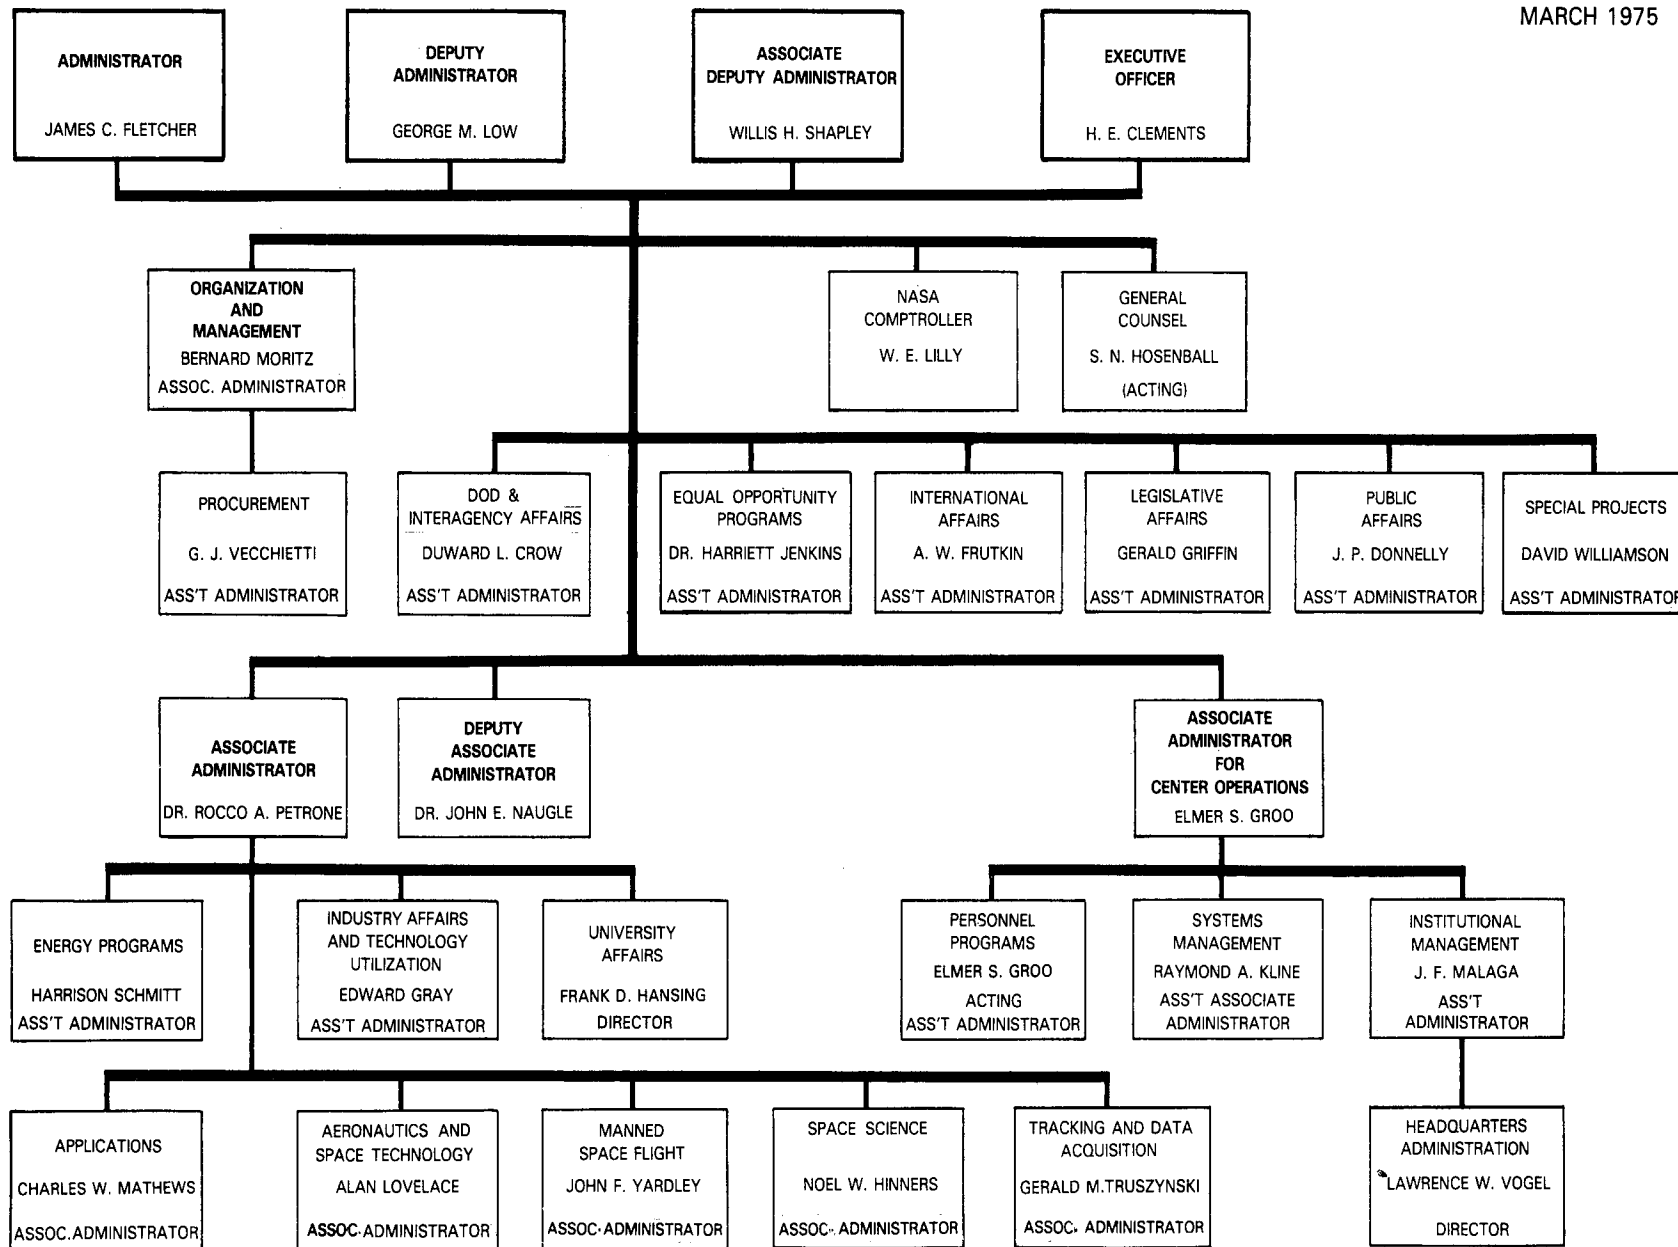 MARCH 1975
ADMINISTRATOR
JAMES C. FLETCHER
DEPUTY
ADMINISTRATOR
GEORGE M. LOW
ASSOCIATE
DEPUTY ADMINISTRATOR
WILLIS H. SHAPLEY
EXECUTIVE
OFFICER
H. E. CLEMENTS
ORGANIZATION
AND
MANAGEMENT
BERNARD MORITZ
ASSOC. ADMINISTRATOR
NASA
COMPTROLLER
W. E. LILLY
GENERAL
COUNSEL
S. N. HOSENBALL
(ACTING)
PROCUREMENT
G. J. VECCHIETTI
ASS'T ADMINISTRATOR
DOD &
INTERAGENCY AFFAIRS
DUWARD L. CROW
ASS'T ADMINISTRATOR
EQUAL OPPORTUNITY
PROGRAMS
DR. HARRIETT JENKINS
ASS'T ADMINISTRATOR
INTERNATIONAL
AFFAIRS
A. W. FRUTKIN
ASS'T ADMINISTRATOR
LEGISLATIVE
AFFAIRS
GERALD GRIFFIN
ASS'T ADMINISTRATOR
PUBLIC
AFFAIRS
J. P. DONNELLY
ASS'T ADMINISTRATOR
SPECIAL PROJECTS
DAVID WILLIAMSON
ASS'T ADMINISTRATOR
ASSOCIATE
ADMINISTRATOR
DR. ROCCO A. PETRONE
DEPUTY
ASSOCIATE
ADMINISTRATOR
DR. JOHN E. NAUGLE
ASSOCIATE
ADMINISTRATOR
FOR
CENTER OPERATIONS
ELMER S. GROO
ENERGY PROGRAMS
HARRISON SCHMITT
ASS'T ADMINISTRATOR
INDUSTRY AFFAIRS
AND TECHNOLOGY
UTILIZATION
EDWARD GRAY
ASS'T ADMINISTRATOR
UNIVERSITY
AFFAIRS
FRANK D. HANSING
DIRECTOR
PERSONNEL
PROGRAMS
ELMER S. GROO
ACTING
ASS'T ADMINISTRATOR
SYSTEMS
MANAGEMENT
RAYMOND A. KLINE
ASS'T ASSOCIATE
ADMINISTRATOR
INSTITUTIONAL
MANAGEMENT
J. F. MALAGA
ASS'T
ADMINISTRATOR
APPLICATIONS
CHARLES W. MATHEWS
ASSOC. ADMINISTRATOR
AERONAUTICS AND
SPACE TECHNOLOGY
ALAN LOVELACE
ASSOC. ADMINISTRATOR
MANNED
SPACE FLIGHT
JOHN F. YARDLEY
ASSOC. ADMINISTRATOR
SPACE SCIENCE
NOEL W. HINNERS
ASSOC. ADMINISTRATOR
TRACKING AND DATA
ACQUISITION
GERALD M.TRUSZYNSKI
ASSOC. ADMINISTRATOR
HEADQUARTERS
ADMINISTRATION
LAWRENCE W. VOGEL
DIRECTOR